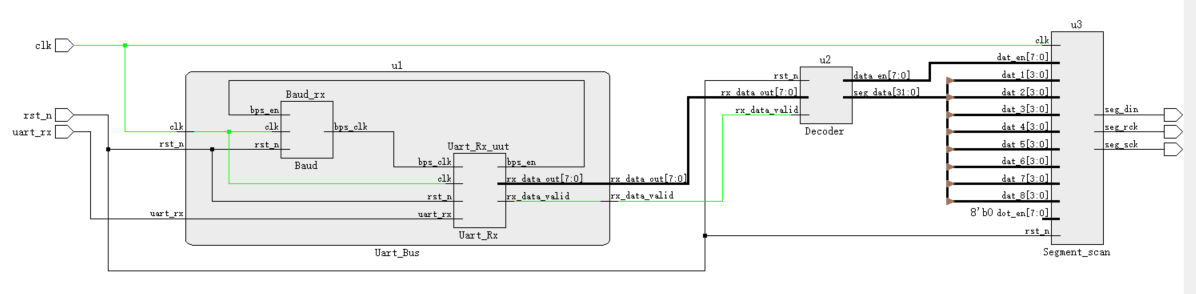 u3
clk
clk
dat_en[7:0]
u1
u2
rst_n
data_en[7:0]
dat_1[3:0]
Baud_rx
rx_data_out[7:0]
seg_data[31:0]
dat_2[3:0]
bps_en
rx_data_valid
dat_3[3:0]
seg_din
rst_n
clk
clk
bps_clk
Decoder
dat_4[3:0]
seg_rck
uart_rx
rst_n
rst_n
Uart_Rx_uut
dat_5[3:0]
seg_sck
Baud
bps_clk
bps_en
dat_6[3:0]
clk
rx_data_out[7:0]
rx_data_out[7:0]
dat_7[3:0]
rst_n
rx_data_valid
rx_data_valid
dat_8[3:0]
uart_rx
uart_rx
8'b0 dot_en[7:0]
Uart_Rx
rst_n
Uart_Bus
Segment_scan